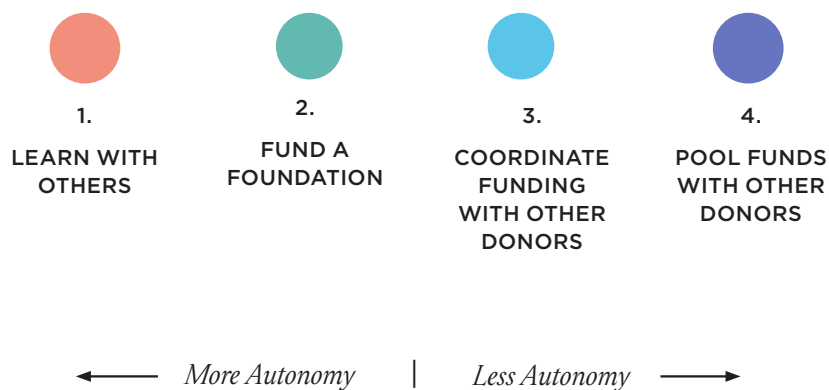 1.
LEARN WITH
OTHERS
2.
FUND A
FOUNDATION
3.
COORDINATE
FUNDING
WITH OTHER
DONORS
4.
POOL FUNDS
WITH OTHER
DONORS
More Autonomy | Less Autonomy